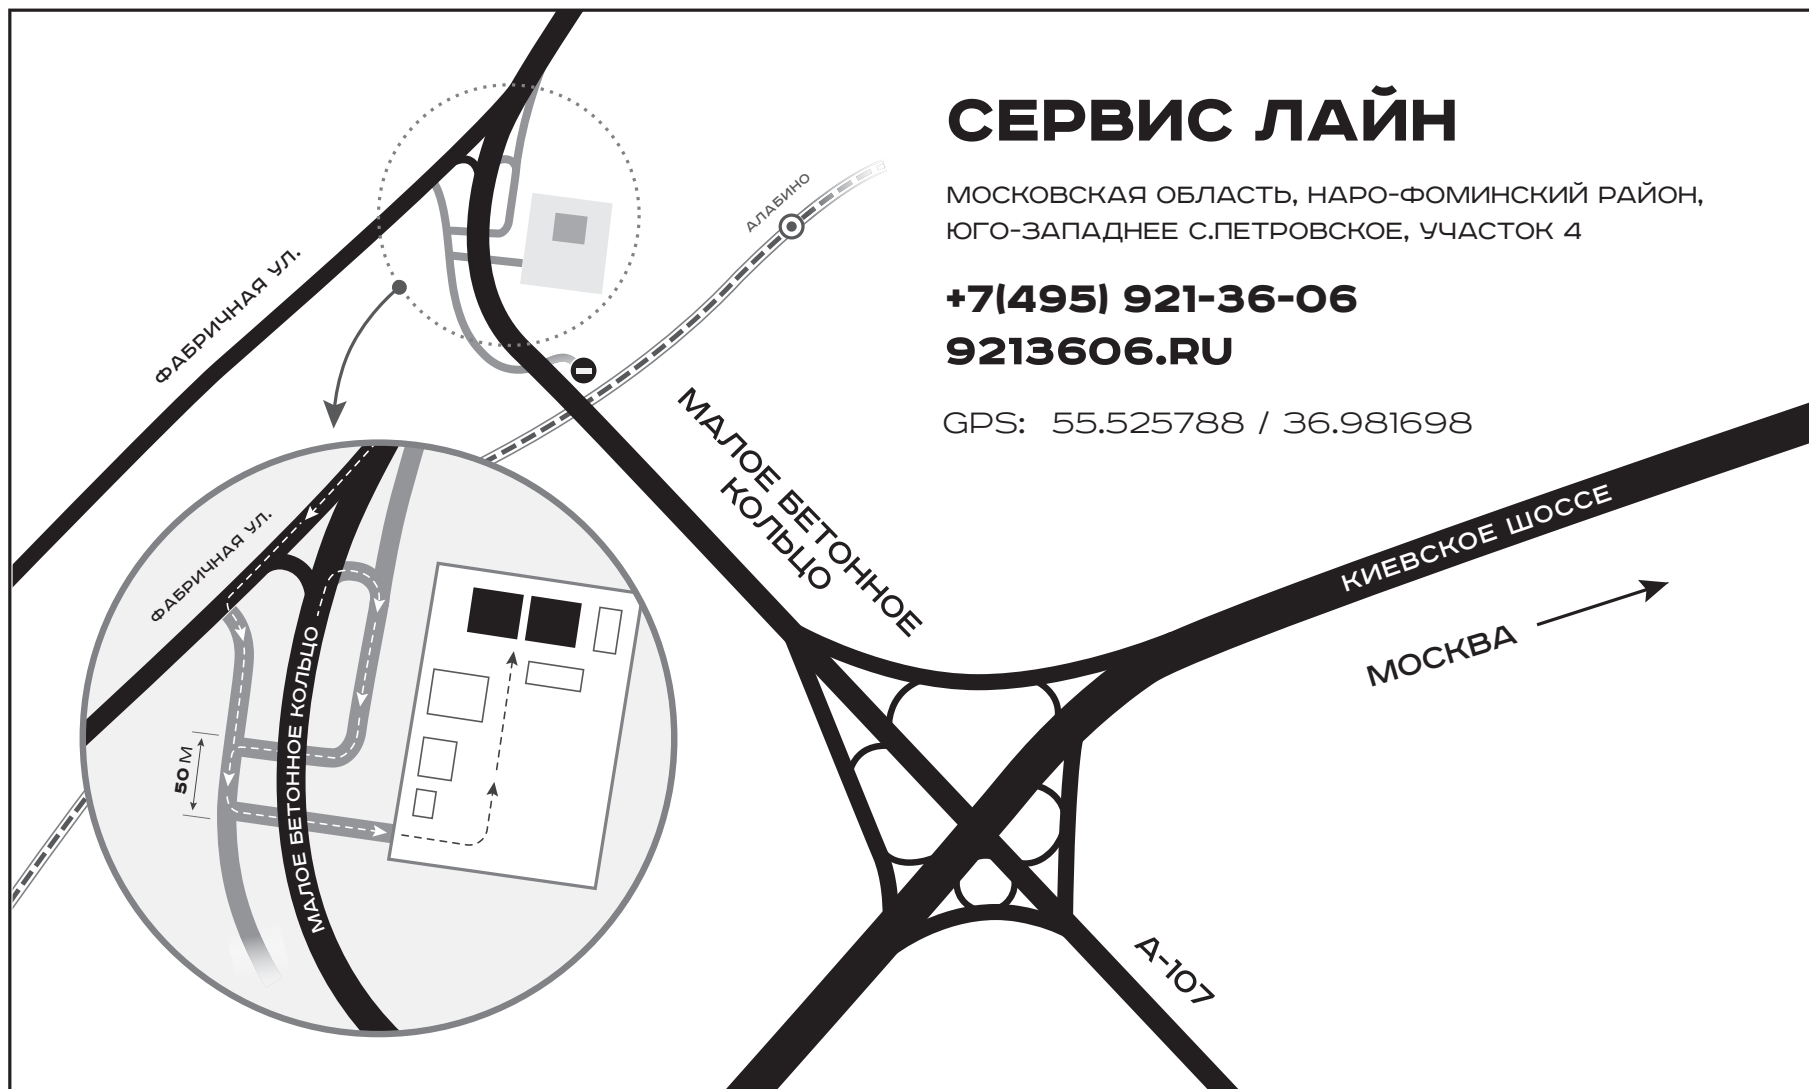 СЕРВИС ЛАЙН
МОСКОВСКАЯ ОБЛАСТЬ, НАРО-ФОМИНСКИЙ РАЙОН,
ЮГО-ЗАПАДНЕЕ С.ПЕТРОВСКОЕ, УЧАСТОК 4
+7(495) 921-36-06
9213606.RU
GPS: 55.525788 / 36.981698
АЛАБИНО
ФАБРИЧНАЯ УЛ.
МАЛОЕ БЕТОННОЕ
КОЛЬЦО
КИЕВСКОЕ ШОССЕ
МОСКВА
ФАБРИЧНАЯ УЛ.
МАЛОЕ БЕТОННОЕ КОЛЬЦО
50 М
А-107